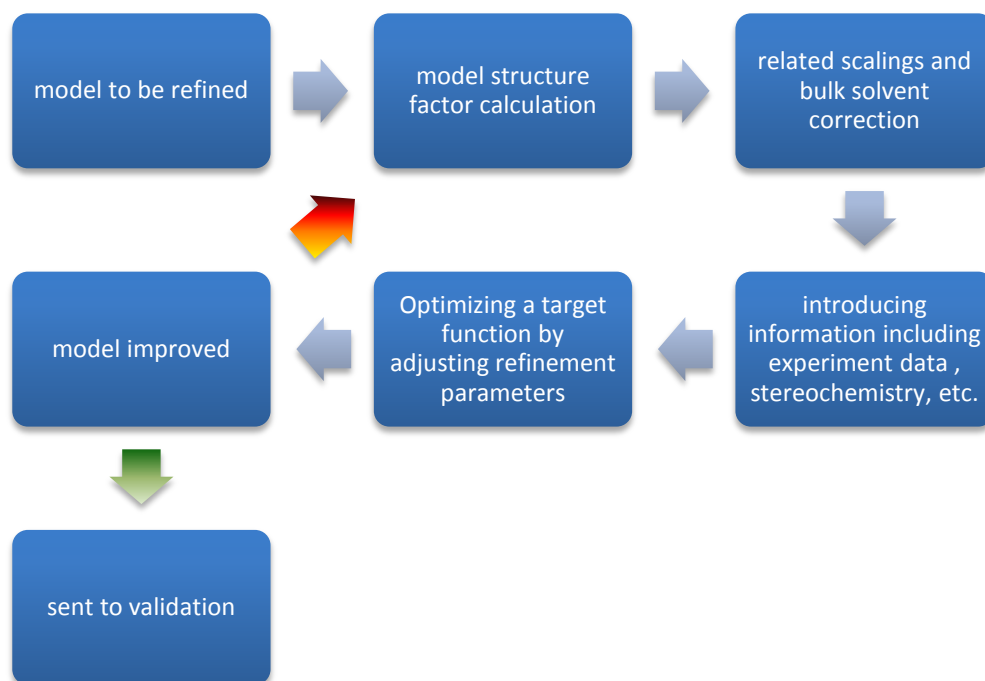 model to be refined
model structure
factor calculation
related scalings and
bulk solvent
correction
introducing
information including
experiment data ,
stereochemistry, etc.
Optimizing a target
function by
adjusting refinement
parameters
model improved
sent to validation